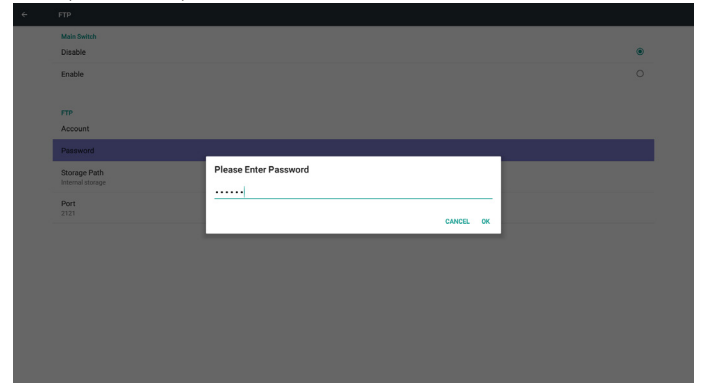 ← FTP
Main Switch
Disable
Enable
FTP
Account
Password
Storage Path
Internal storage
Port
2121
Please Enter Password
••••••
CANCEL OK